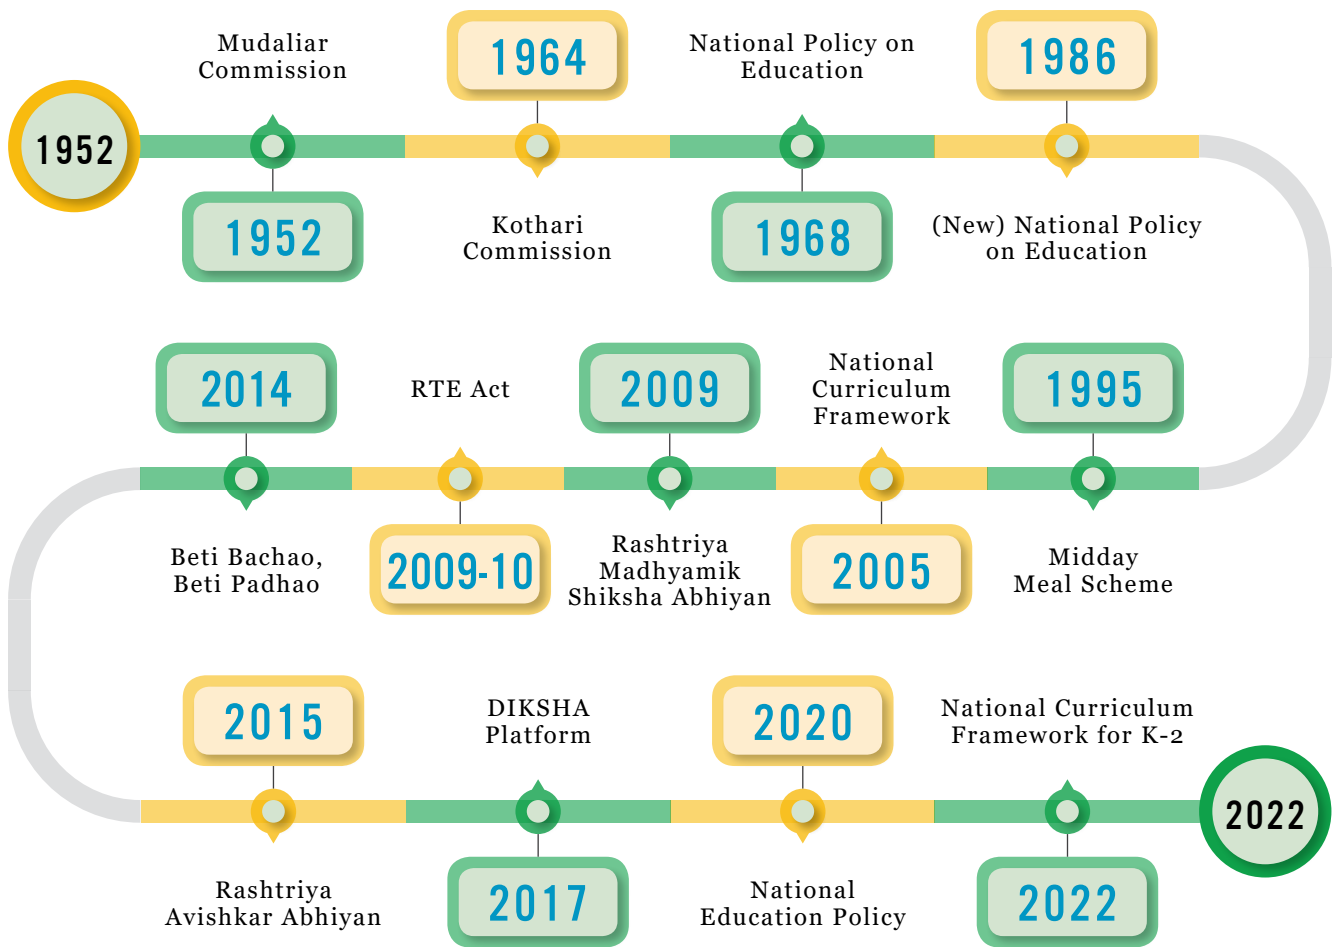 1952
Mudaliar
Commission
1952
1964
Kothari
Commission
National Policy on
Education
1968
1986
(New) National Policy
on Education
1995
Midday
Meal Scheme
National
Curriculum
Framework
2005
2009
Rashtriya
Madhyamik
Shiksha Abhiyan
RTE Act
2009-10
2014
Beti Bachao,
Beti Padhao
2015
Rashtriya
Avishkar Abhiyan
DIKSHA
Platform
2017
2020
National
Education Policy
National Curriculum
Framework for K-2
2022
2022